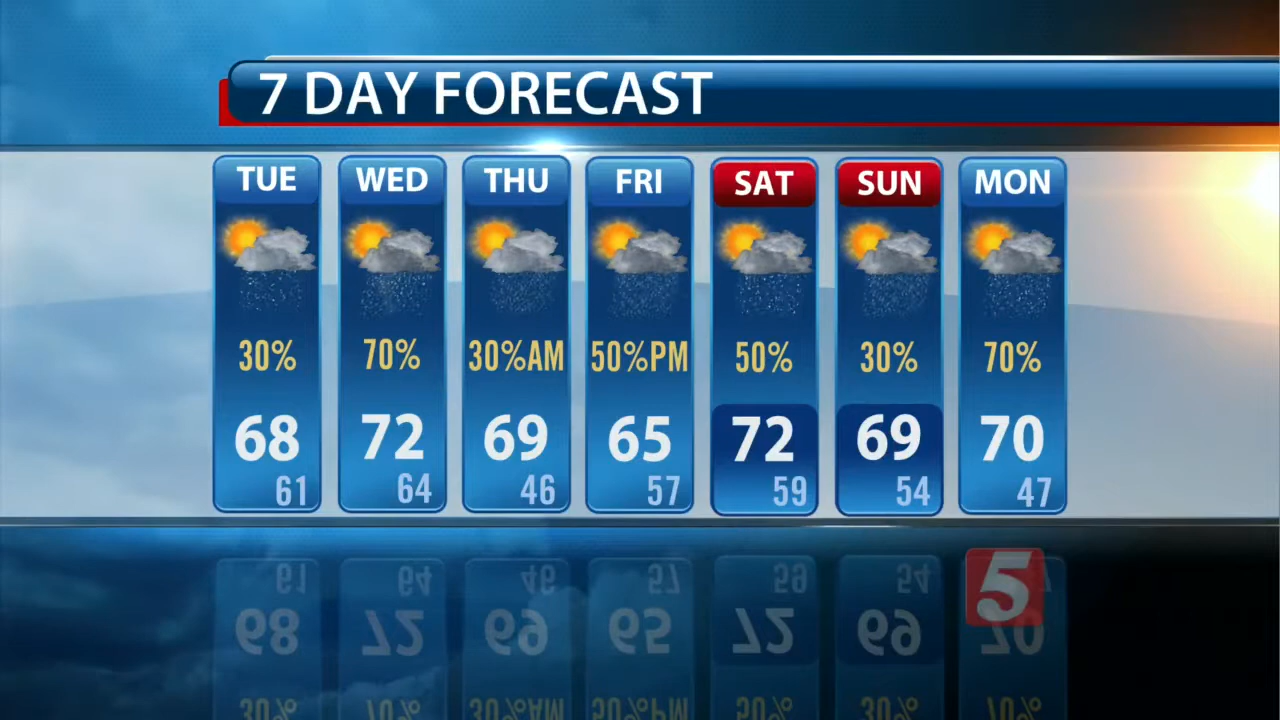 7 DAY FORECAST
TUE WED THU FRI SAT SUN MON
30% 70% 30%AM 50%PM 50% 30% 70%
68 72 69 65 72 69 70
61 64 46 57 59 54 47
5